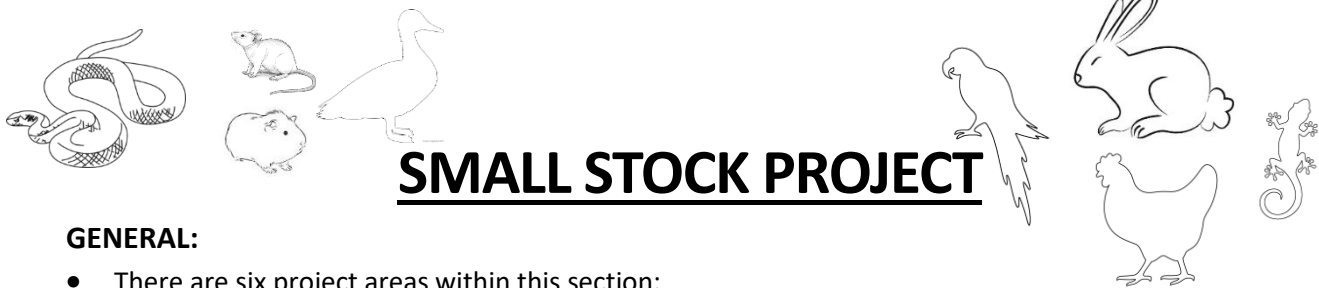 SMALL STOCK PROJECT
GENERAL:
• There are six project areas within this section: